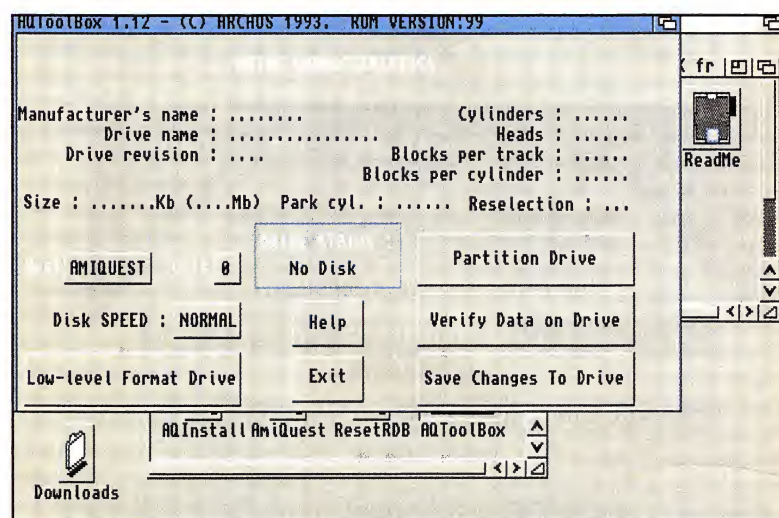 AQToolBox 1.12 - (C) ARCHOS 1993. ROM VERSION:99
fr
Manufacturer's name : ........
Cylinders : ......
Drive name : ...............
Heads : ......
Drive revision : ....
Blocks per track : ......
Blocks per cylinder : ......
ReadMe
Size : .......Kb (....Mb) Park cyl. : ...... Reselection : ...
DRIVE STATUS :
AMIQUEST
0
No Disk
Partition Drive
Disk SPEED : NORMAL
Help
Verify Data on Drive
Low-level Format Drive
Exit
Save Changes To Drive
AQInstall AmiQuest ResetRDB AQToolBox
Downloads